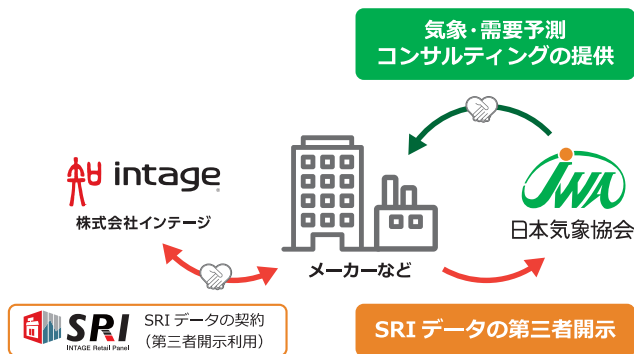 気象・需要予測
コンサルティングの提供
intage
株式会社インテージ
メーカーなど
JWA
日本気象協会
SRI
INTAGE Retail Panel
SRIデータの契約
（第三者開示利用）
SRIデータの第三者開示